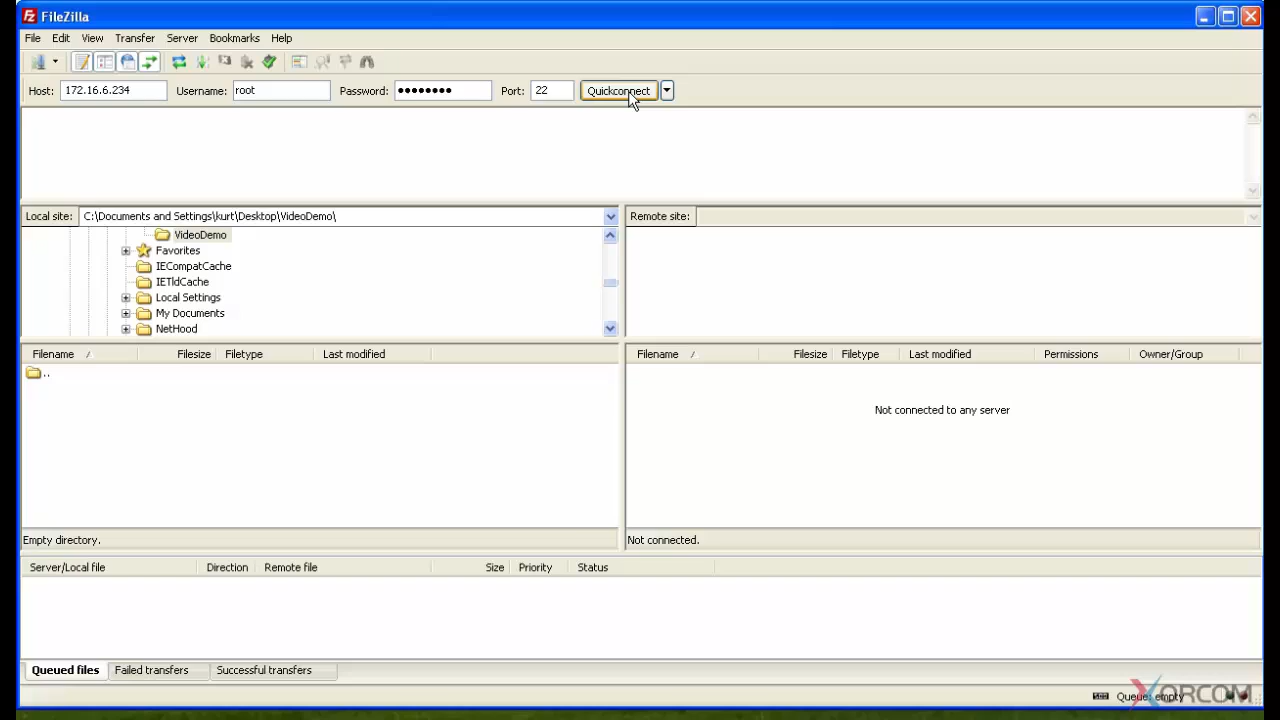 FileZilla
File Edit View Transfer Server Bookmarks Help
Host: 172.16.6.234 Username: root Password: ●●●●●●●● Port: 22 Quickconnect
Local site: C:\Documents and Settings\kurt\Desktop\VideoDemo\ Remote site:
VideoDemo
Favorites
IECompatCache
IETldCache
Local Settings
My Documents
NetHood
Filename Filesize Filetype Last modified Filename Filesize Filetype Last modified Permissions Owner/Group
..
Not connected to any server
Empty directory. Not connected.
Server/Local file Direction Remote file Size Priority Status
Queued files Failed transfers Successful transfers
Queue: empty
XORCOM